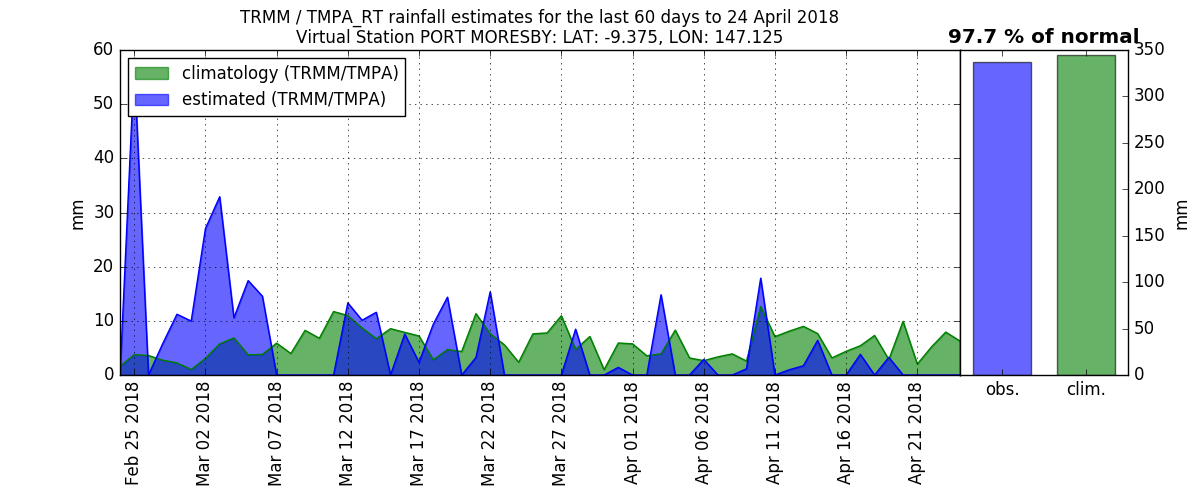 TRMM / TMPA_RT rainfall estimates for the last 60 days to 24 April 2018
Virtual Station PORT MORESBY: LAT: -9.375, LON: 147.125
97.7 % of normal
climatology (TRMM/TMPA)
estimated (TRMM/TMPA)
60
50
40
30
20
10
0
mm
Feb 25 2018
Mar 02 2018
Mar 07 2018
Mar 12 2018
Mar 17 2018
Mar 22 2018
Mar 27 2018
Apr 01 2018
Apr 06 2018
Apr 11 2018
Apr 16 2018
Apr 21 2018
obs.
clim.
350
300
250
200
150
100
50
0
mm